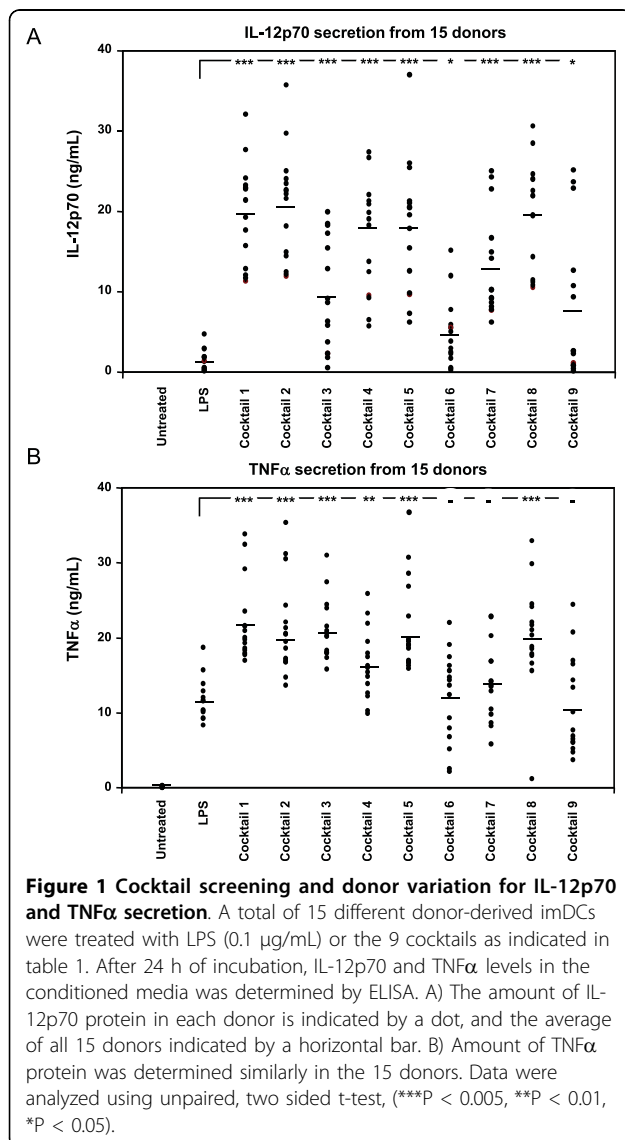 A
IL-12p70 secretion from 15 donors
*** *** *** *** *** * *** *** *
40
30
20
10
0
IL-12p70 (ng/mL)
Untreated
LPS
Cocktail 1
Cocktail 2
Cocktail 3
Cocktail 4
Cocktail 5
Cocktail 6
Cocktail 7
Cocktail 8
Cocktail 9
B
TNFα secretion from 15 donors
*** *** *** ** *** - - *** -
40
30
20
10
0
TNFα (ng/mL)
Untreated
LPS
Cocktail 1
Cocktail 2
Cocktail 3
Cocktail 4
Cocktail 5
Cocktail 6
Cocktail 7
Cocktail 8
Cocktail 9
Figure 1 Cocktail screening and donor variation for IL-12p70
and TNFα secretion. A total of 15 different donor-derived imDCs
were treated with LPS (0.1 μg/mL) or the 9 cocktails as indicated in
table 1. After 24 h of incubation, IL-12p70 and TNFα levels in the
conditioned media was determined by ELISA. A) The amount of IL-
12p70 protein in each donor is indicated by a dot, and the average
of all 15 donors indicated by a horizontal bar. B) Amount of TNFα
protein was determined similarly in the 15 donors. Data were
analyzed using unpaired, two sided t-test, (***P < 0.005, **P < 0.01,
*P < 0.05).